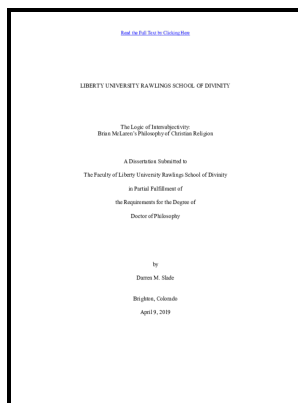 Read the Full Text by Clicking Here
LIBERTY UNIVERSITY RAWLINGS SCHOOL OF DIVINITY
The Logic of Intersubjectivity:
Brian McLaren's Philosophy of Christian Religion
A Dissertation Submitted to
The Faculty of Liberty University Rawlings School of Divinity
in Partial Fulfillment of
the Requirements for the Degree of
Doctor of Philosophy
by
Darren M. Slade
Brighton, Colorado
April 9, 2019